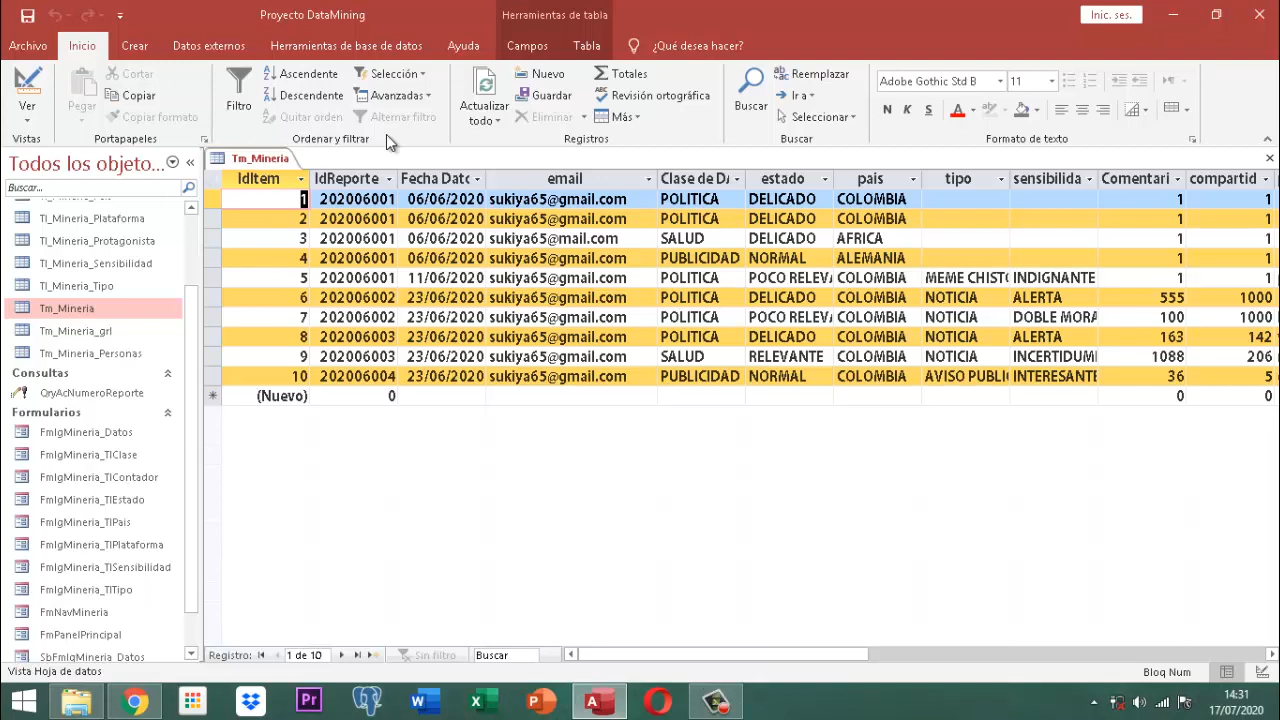 Proyecto DataMining
Herramientas de tabla
Inic. ses.
Archivo Inicio Crear Datos externos Herramientas de base de datos Ayuda Campos Tabla ¿Qué desea hacer?
Ver
Vistas
Pegar
Cortar
Copiar
Copiar formato
Portapapeles
Filtro
Ascendente
Descendente
Quitar orden
Selección
Avanzadas
Alternar filtro
Ordenar y filtrar
Actualizar todo
Nuevo
Guardar
Eliminar
Totales
Revisión ortográfica
Más
Registros
Buscar
Reemplazar
Ir a
Seleccionar
Buscar
Adobe Gothic Std B 11
N K S A
Formato de texto
Todos los objeto...
Buscar...
Tl_Mineria_Plataforma
Tl_Mineria_Protagonista
Tl_Mineria_Sensibilidad
Tl_Mineria_Tipo
Tm_Mineria
Tm_Mineria_grl
Tm_Mineria_Personas
Consultas
QryAcNumeroReporte
Formularios
FmIgMineria_Datos
FmIgMineria_TlClase
FmIgMineria_TlContador
FmIgMineria_TlEstado
FmIgMineria_TlPais
FmIgMineria_TlPlataforma
FmIgMineria_TlSensibilidad
FmIgMineria_TlTipo
FmNavMineria
FmPanelPrincipal
SbFmIgMineria_Datos
Tm_Mineria
IdItem IdReporte Fecha Dato email Clase de Da estado pais tipo sensibilida Comentari compartid
1 202006001 06/06/2020 sukiya65@gmail.com POLITICA DELICADO COLOMBIA 1 1
2 202006001 06/06/2020 sukiya65@gmail.com POLITICA DELICADO COLOMBIA 1 1
3 202006001 06/06/2020 sukiya65@mail.com SALUD DELICADO AFRICA 1 1
4 202006001 06/06/2020 sukiya65@gmail.com PUBLICIDAD NORMAL ALEMANIA 1 1
5 202006001 11/06/2020 sukiya65@gmail.com POLITICA POCO RELEVA COLOMBIA MEME CHISTO INDIGNANTE 1 1
6 202006002 23/06/2020 sukiya65@gmail.com POLITICA DELICADO COLOMBIA NOTICIA ALERTA 555 1000
7 202006002 23/06/2020 sukiya65@gmail.com POLITICA POCO RELEVA COLOMBIA NOTICIA DOBLE MORA 100 1000
8 202006003 23/06/2020 sukiya65@gmail.com POLITICA DELICADO COLOMBIA NOTICIA ALERTA 163 142
9 202006003 23/06/2020 sukiya65@gmail.com SALUD RELEVANTE COLOMBIA NOTICIA INCERTIDUM 1088 206
10 202006004 23/06/2020 sukiya65@gmail.com PUBLICIDAD NORMAL COLOMBIA AVISO PUBLI INTERESANTE 36 5
(Nuevo) 0 0 0
Registro: 1 de 10 Sin filtro Buscar
Vista Hoja de datos
Bloq Num
14:31
17/07/2020